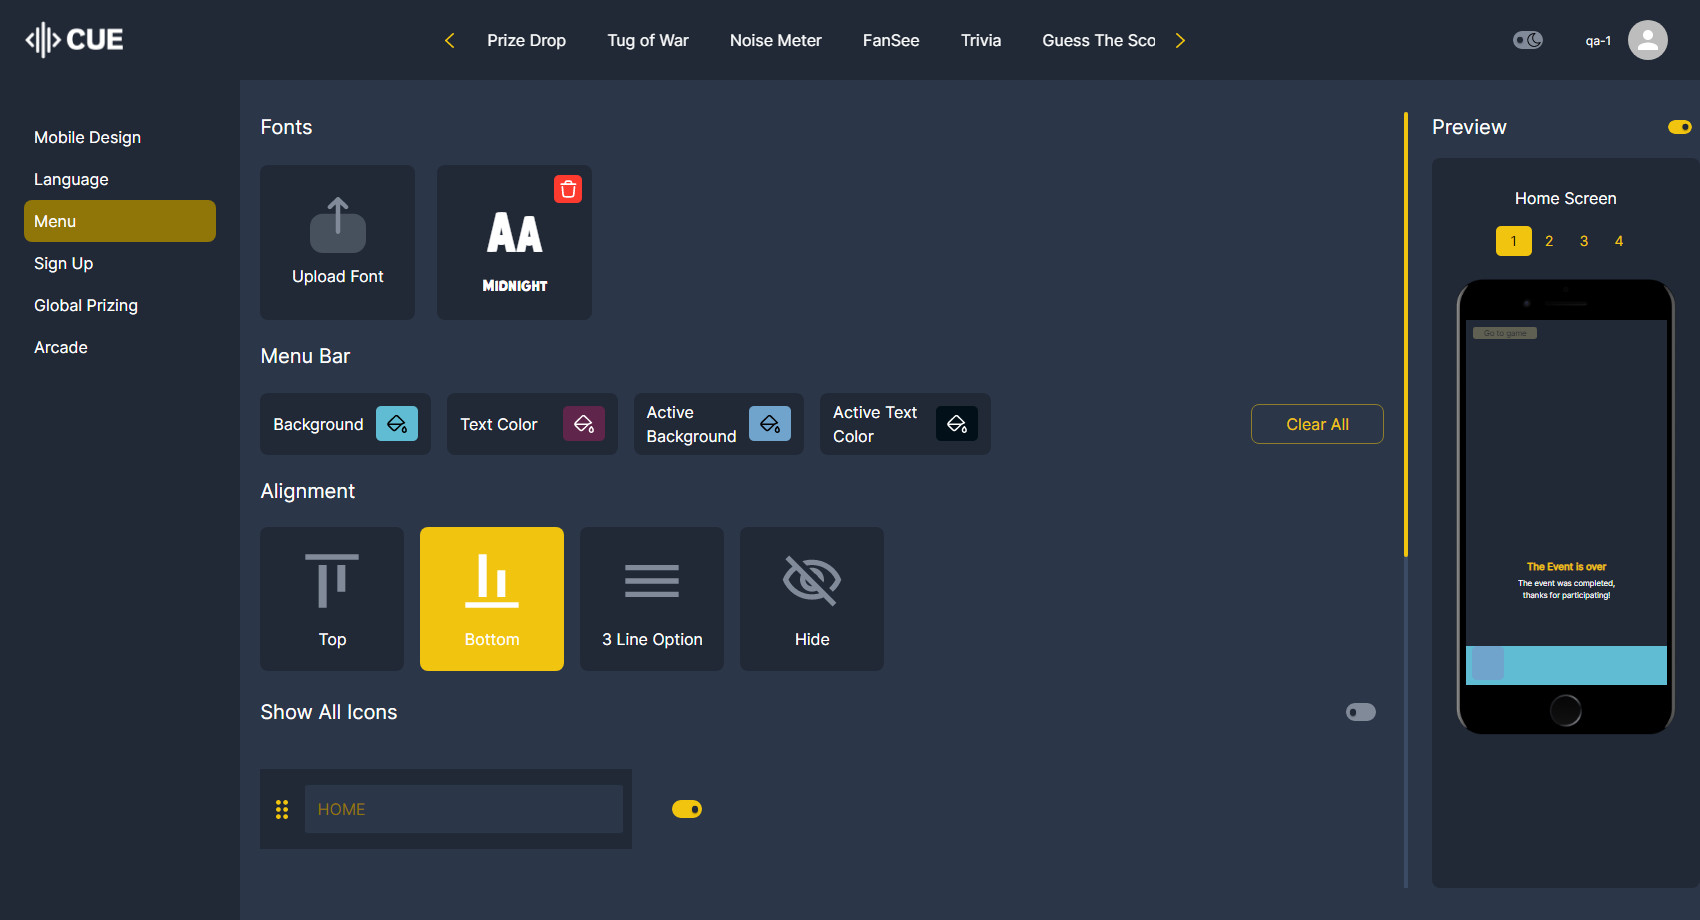 CUE
Prize Drop
Tug of War
Noise Meter
FanSee
Trivia
Guess The Sco
qa-1
Mobile Design
Language
Menu
Sign Up
Global Prizing
Arcade
Fonts
Upload Font
AA
MIDNIGHT
Menu Bar
Background
Text Color
Active
Background
Active Text
Color
Clear All
Alignment
Top
Bottom
3 Line Option
Hide
Show All Icons
HOME
Preview
Home Screen
1 2 3 4
Go to game
The Event is over
The event was completed,
thanks for participating!